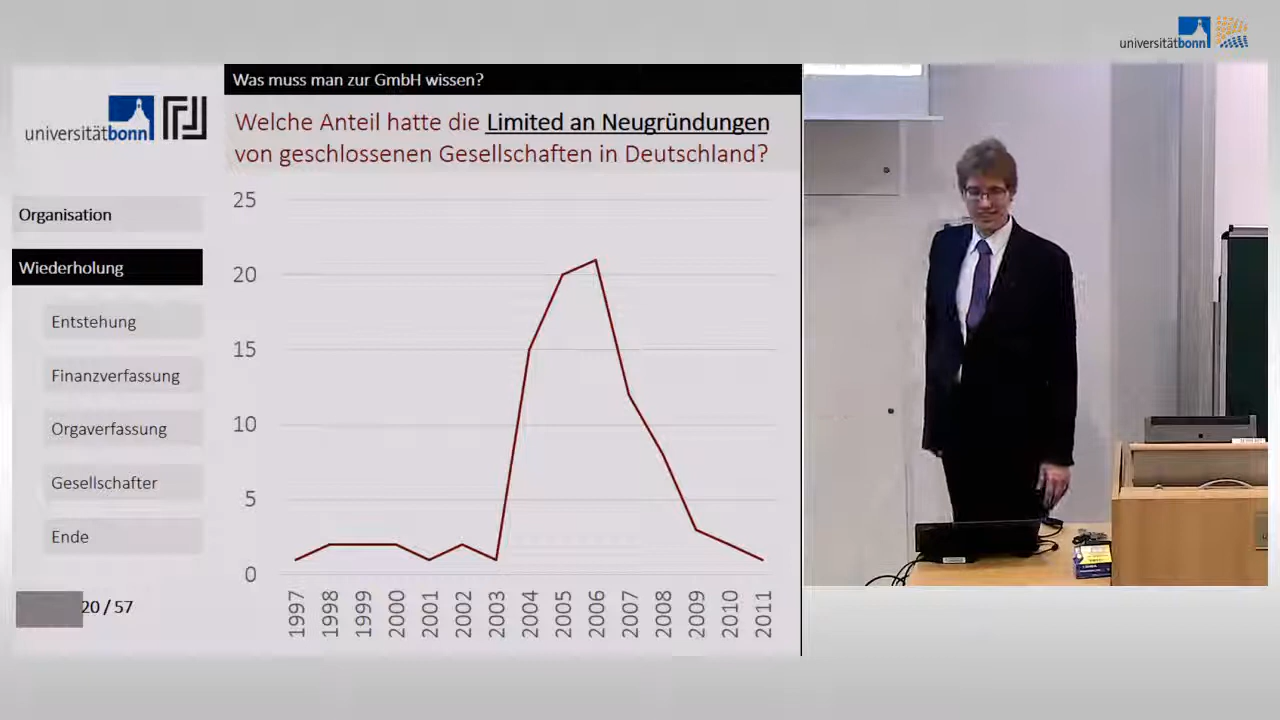 universitätbonn
Was muss man zur GmbH wissen?
universitätbonn
Welche Anteil hatte die Limited an Neugründungen
von geschlossenen Gesellschaften in Deutschland?
Organisation
Wiederholung
Entstehung
Finanzverfassung
Orgaverfassung
Gesellschafter
Ende
20 / 57
25
20
15
10
5
0
1997
1998
1999
2000
2001
2002
2003
2004
2005
2006
2007
2008
2009
2010
2011